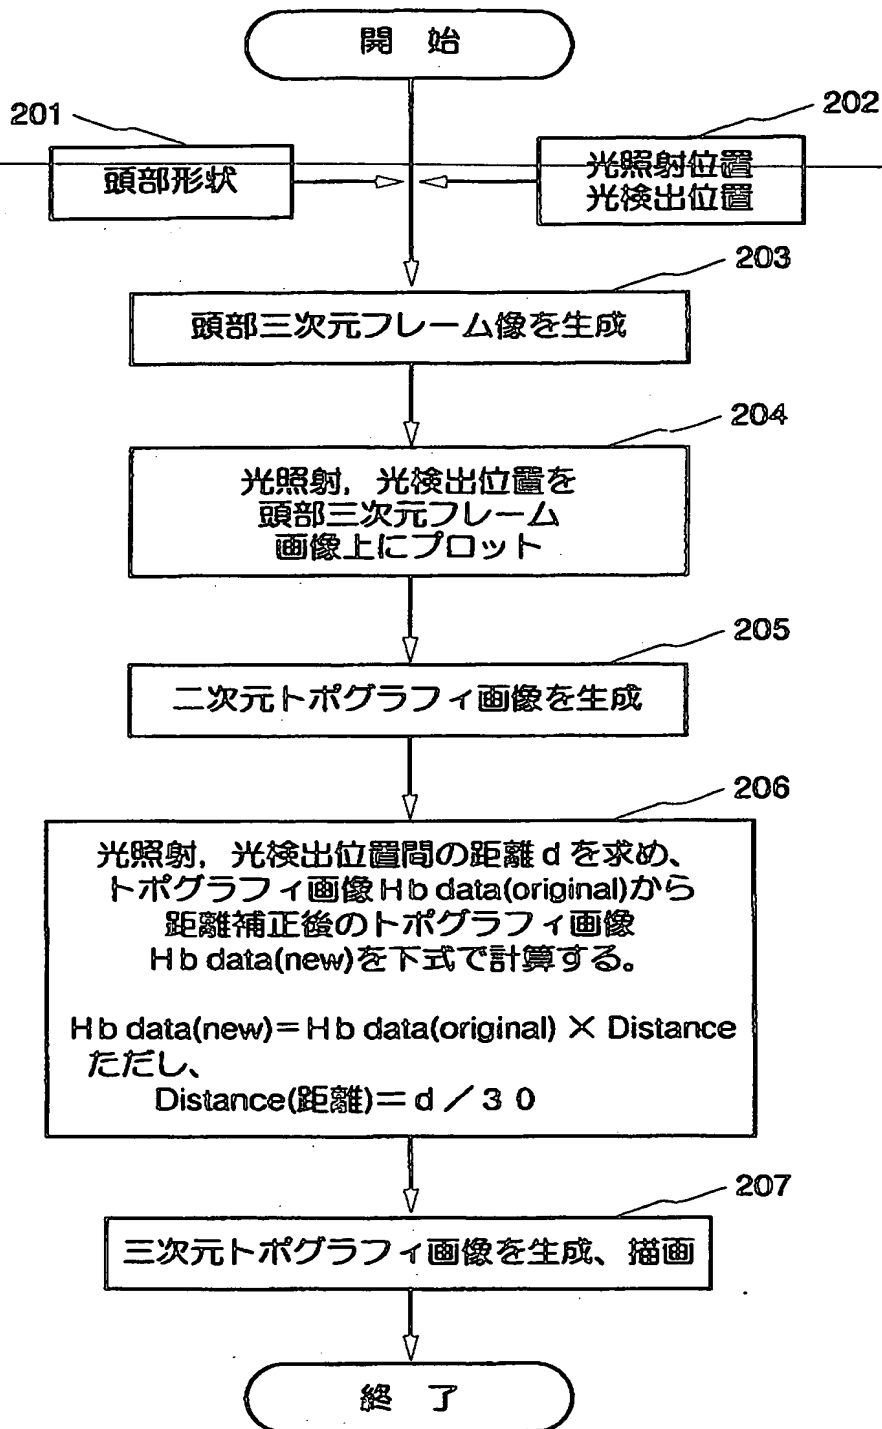 開 始
201
202
頭部形状
光照射位置
光検出位置
203
頭部三次元フレーム像を生成
204
光照射，光検出位置を
頭部三次元フレーム
画像上にプロット
205
二次元トポグラフィ画像を生成
206
光照射，光検出位置間の距離dを求め、
トポグラフィ画像Hb data(original)から
距離補正後のトポグラフィ画像
Hb data(new)を下式で計算する。
Hb data(new)＝Hb data(original) × Distance
ただし、
Distance(距離)＝d／30
207
三次元トポグラフィ画像を生成、描画
終 了